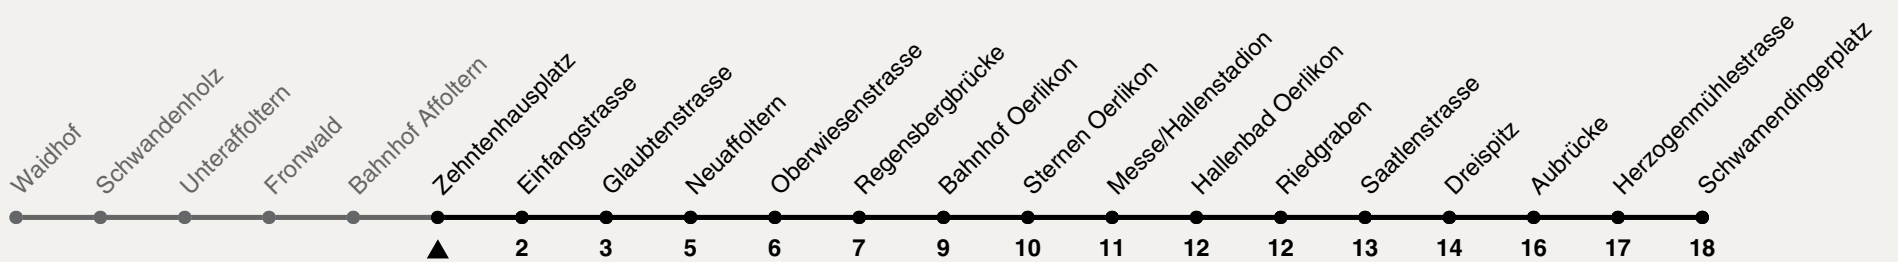 Waidhof
Schwandenholz
Unteraffoltern
Fronwald
Bahnhof Affoltern
Zehntenhausplatz
Einfangstrasse
Glaubtenstrasse
Neuaffoltern
Oberwiesenstrasse
Regensbergbrücke
Bahnhof Oerlikon
Sternen Oerlikon
Messe/Hallenstadion
Hallenbad Oerlikon
Riedgraben
Saatlenstrasse
Dreispitz
Aubrücke
Herzogenmühlestrasse
Schwamendingerplatz
2 3 5 6 7 9 10 11 12 12 13 14 16 17 18